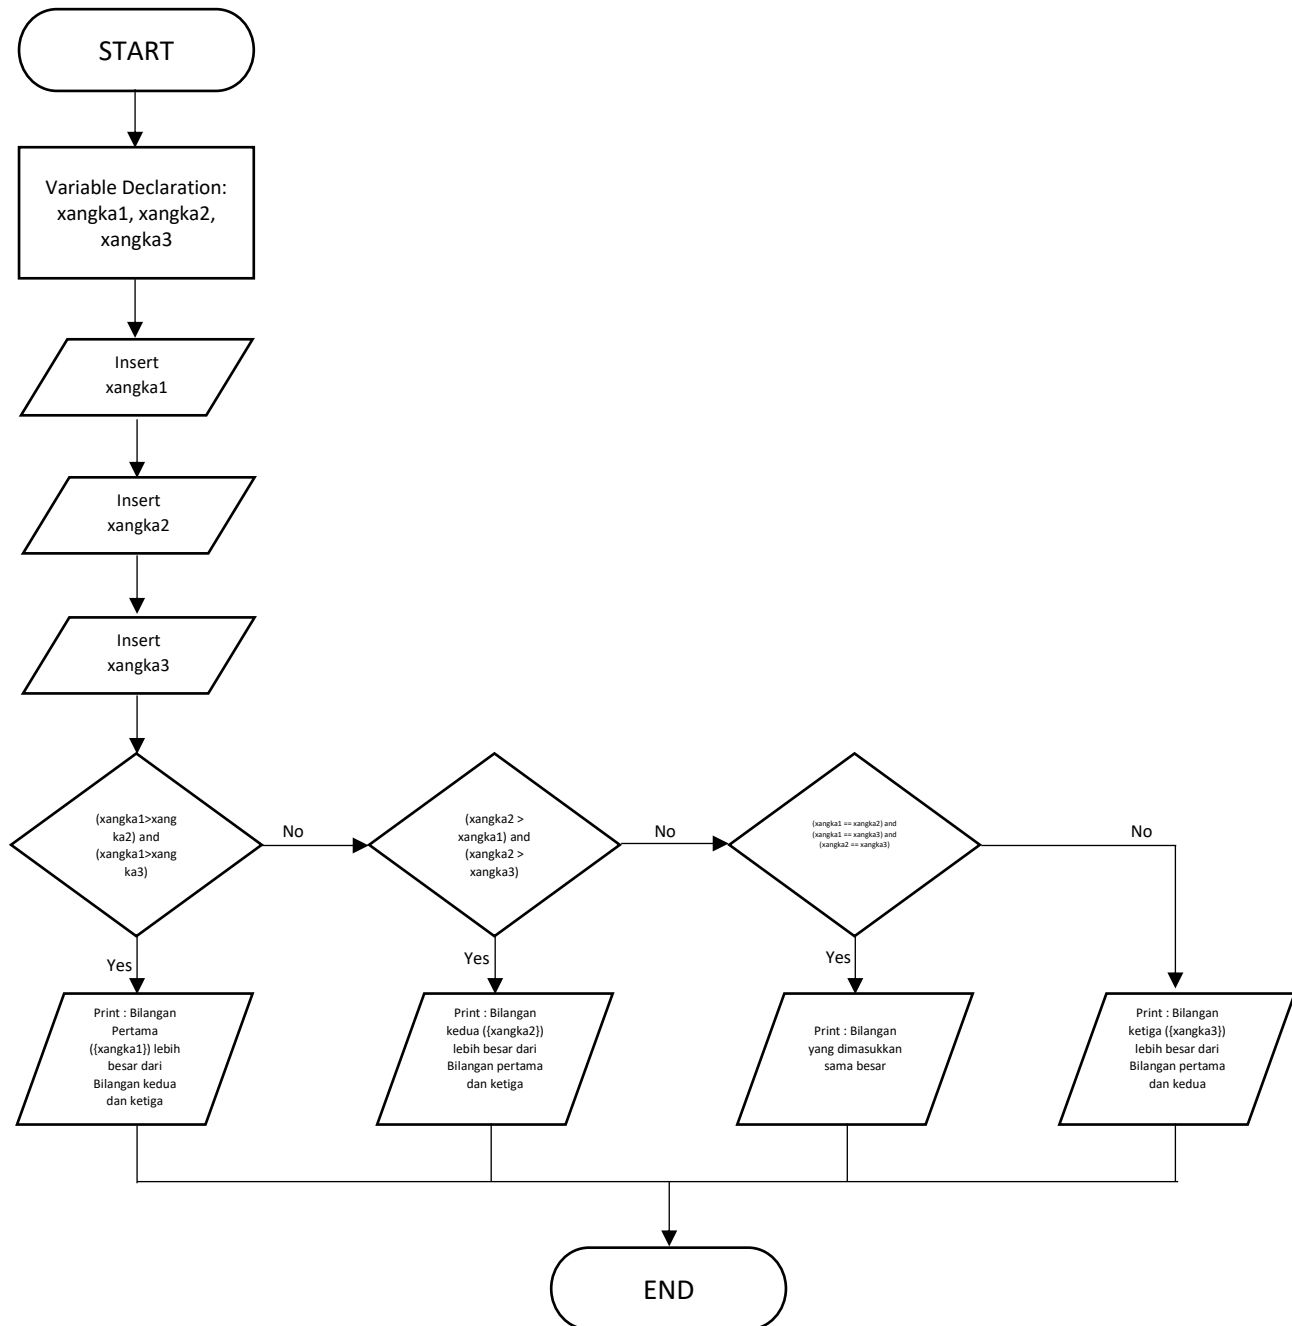 START
Variable Declaration:
xangka1, xangka2,
xangka3
Insert
xangka1
Insert
xangka2
Insert
xangka3
(xangka1>xang
ka2) and
(xangka1>xang
ka3)
No
(xangka2 >
xangka1) and
(xangka2 >
xangka3)
No
(xangka1 == xangka2) and
(xangka1 == xangka3) and
(xangka2 == xangka3)
No
Yes
Yes
Yes
Print : Bilangan
Pertama
({xangka1}) lebih
besar dari
Bilangan kedua
dan ketiga
Print : Bilangan
kedua ({xangka2})
lebih besar dari
Bilangan pertama
dan ketiga
Print : Bilangan
yang dimasukkan
sama besar
Print : Bilangan
ketiga ({xangka3})
lebih besar dari
Bilangan pertama
dan kedua
END